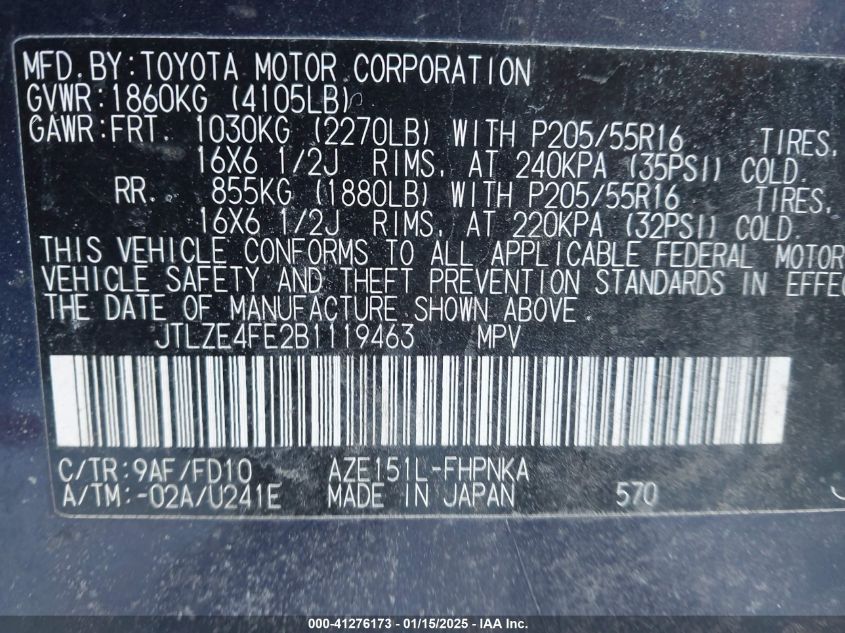 MFD. BY: TOYOTA MOTOR CORPORATION
GVWR: 1860KG (4105LB)
GAWR: FRT. 1030KG (2270LB) WITH P205/55R16 TIRES,
16X6 1/2J RIMS, AT 240KPA (35PSI) COLD.
RR. 855KG (1880LB) WITH P205/55R16 TIRES,
16X6 1/2J RIMS, AT 220KPA (32PSI) COLD.
THIS VEHICLE CONFORMS TO ALL APPLICABLE FEDERAL MOTOR
VEHICLE SAFETY AND THEFT PREVENTION STANDARDS IN EFFEC
THE DATE OF MANUFACTURE SHOWN ABOVE.
JTLZE4FE2B1119463 MPV
C/TR: 9AF/FD10 AZE151L-FHPNKA
A/TM: -02A/U241E MADE IN JAPAN 570
000-41276173 — 01/15/2025 — IAA Inc.